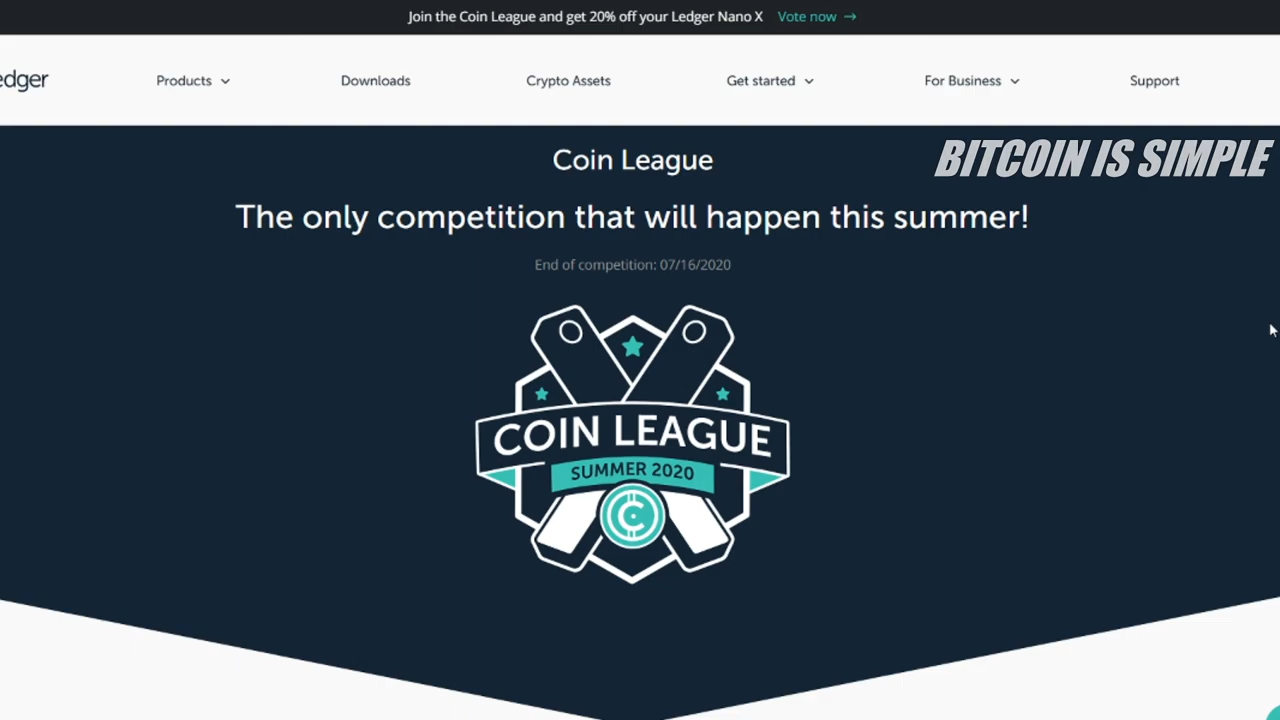 Join the Coin League and get 20% off your Ledger Nano X Vote now →
edger Products Downloads Crypto Assets Get started For Business Support
BITCOIN IS SIMPLE
Coin League
The only competition that will happen this summer!
End of competition: 07/16/2020
COIN LEAGUE
SUMMER 2020